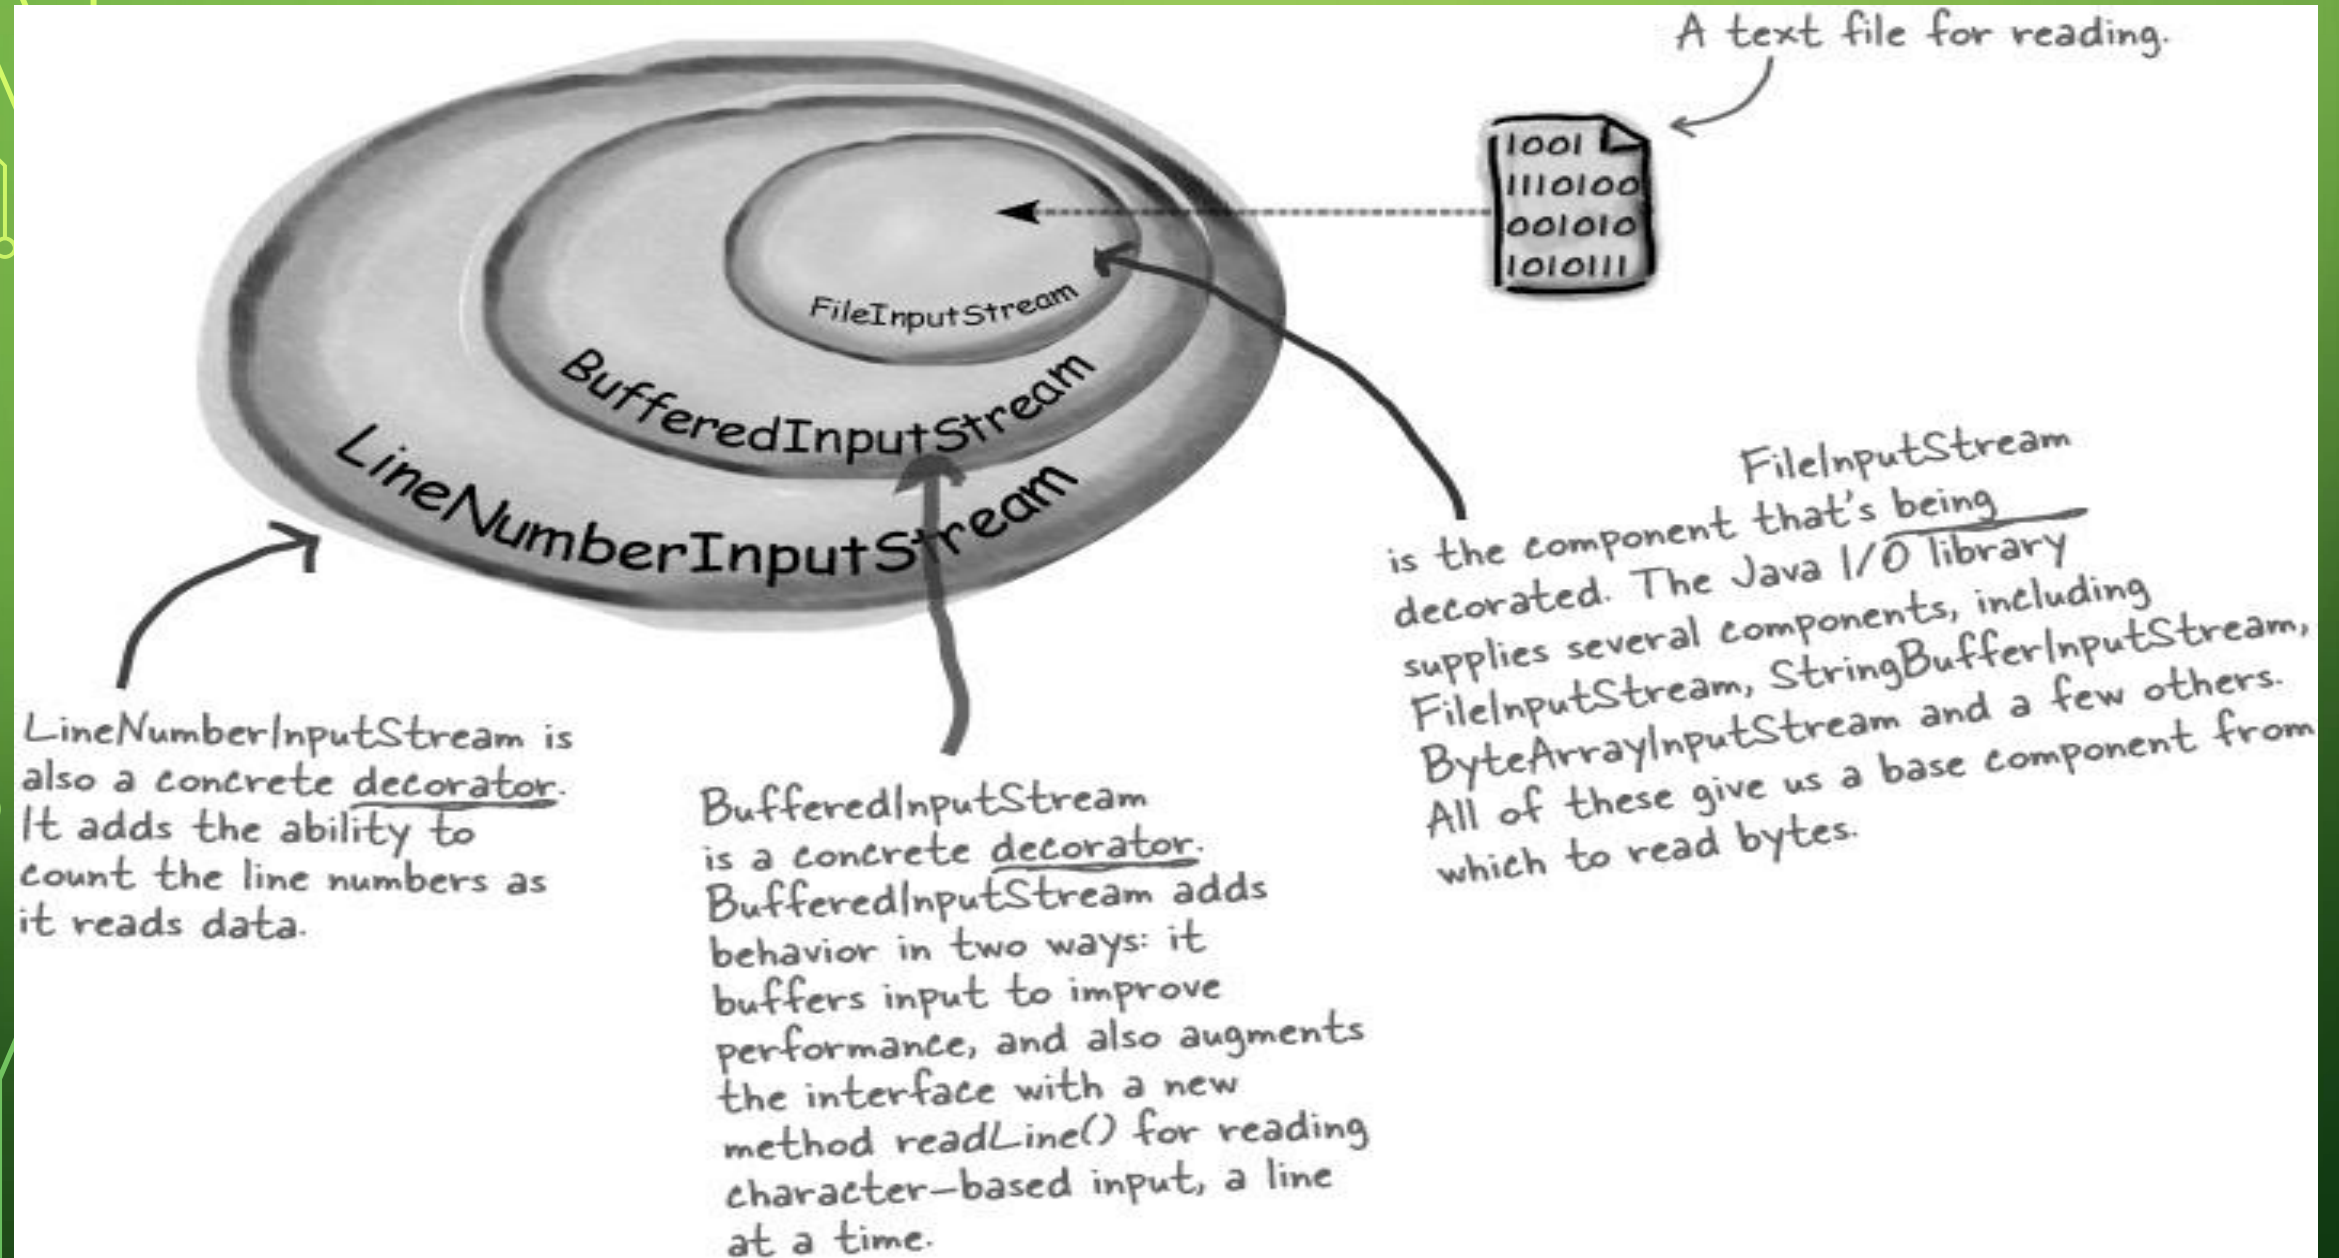 A text file for reading.
1001
1110100
001010
1010111
FileInputStream
BufferedInputStream
LineNumberInputStream
FileInputStream
is the component that's being
decorated. The Java I/O library
supplies several components, including
FileInputStream, StringBufferInputStream,
ByteArrayInputStream and a few others.
All of these give us a base component from
which to read bytes.
LineNumberInputStream is
also a concrete decorator.
It adds the ability to
count the line numbers as
it reads data.
BufferedInputStream
is a concrete decorator.
BufferedInputStream adds
behavior in two ways: it
buffers input to improve
performance, and also augments
the interface with a new
method readLine() for reading
character-based input, a line
at a time.